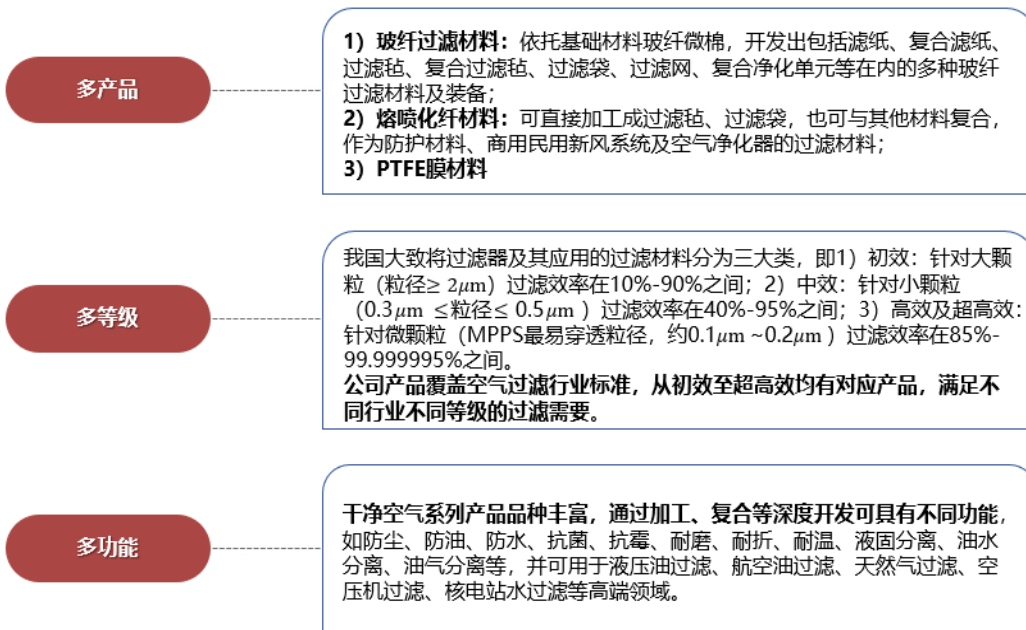 多产品
1）玻纤过滤材料：依托基础材料玻纤微棉，开发出包括滤纸、复合滤纸、
过滤毡、复合过滤毡、过滤袋、过滤网、复合净化单元等在内的多种玻纤
过滤材料及装备；
2）熔喷化纤材料：可直接加工成过滤毡、过滤袋，也可与其他材料复合，
作为防护材料、商用民用新风系统及空气净化器的过滤材料；
3）PTFE膜材料
多等级
我国大致将过滤器及其应用的过滤材料分为三大类，即1）初效：针对大颗
粒（粒径≥ 2μm）过滤效率在10%-90%之间；2）中效：针对小颗粒
（0.3μm ≤粒径≤ 0.5μm ）过滤效率在40%-95%之间；3）高效及超高效：
针对微颗粒（MPPS最易穿透粒径，约0.1μm ~0.2μm ）过滤效率在85%-
99.999995%之间。
公司产品覆盖空气过滤行业标准，从初效至超高效均有对应产品，满足不
同行业不同等级的过滤需要。
多功能
干净空气系列产品品种丰富，通过加工、复合等深度开发可具有不同功能，
如防尘、防油、防水、抗菌、抗霉、耐磨、耐折、耐温、液固分离、油水
分离、油气分离等，并可用于液压油过滤、航空油过滤、天然气过滤、空
压机过滤、核电站水过滤等高端领域。